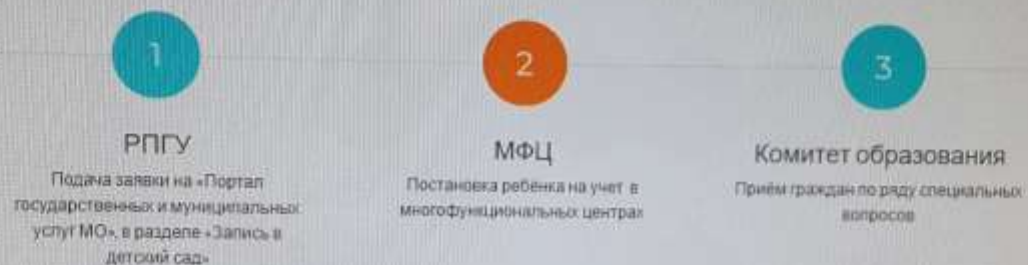 1
РПГУ
Подача заявки на «Портал
государственных и муниципальных
услуг МО», в разделе «Запись в
детский сад»
2
МФЦ
Постановка ребёнка на учет в
многофункциональных центрах
3
Комитет образования
Приём граждан по ряду специальных
вопросов